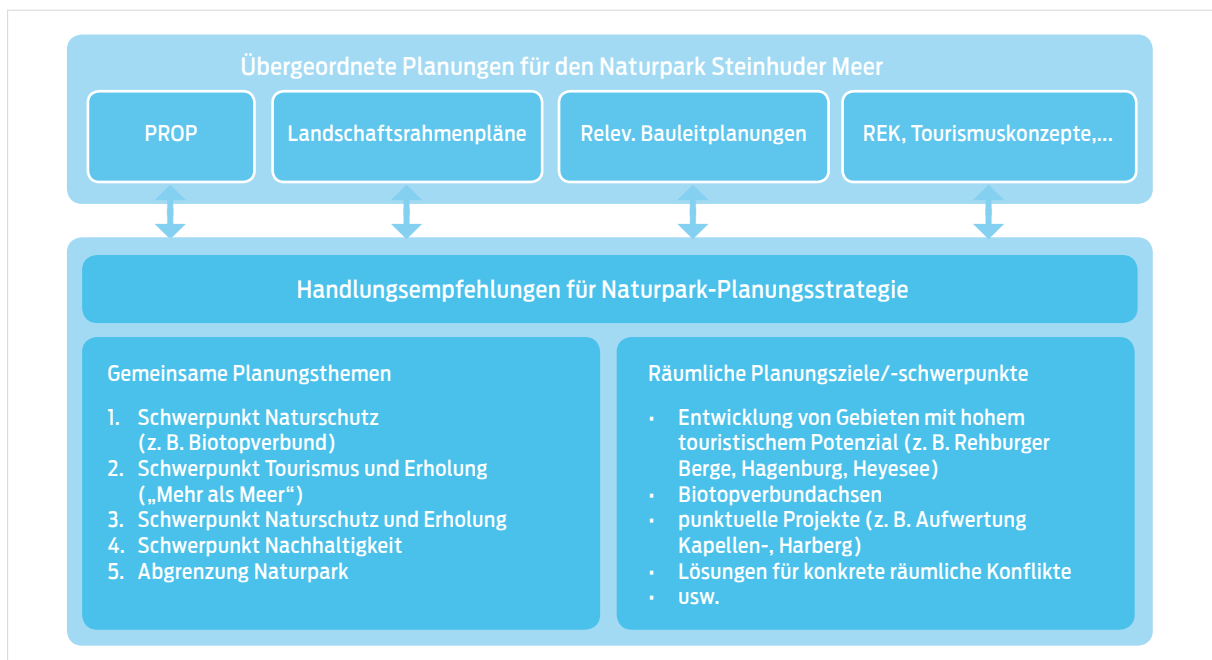 Übergeordnete Planungen für den Naturpark Steinhuder Meer
PROP
Landschaftsrahmenpläne
Relev. Bauleitplanungen
REK, Tourismuskonzepte,...
Handlungsempfehlungen für Naturpark-Planungsstrategie
Gemeinsame Planungsthemen
1. Schwerpunkt Naturschutz
(z. B. Biotopverbund)
2. Schwerpunkt Tourismus und Erholung
(„Mehr als Meer“)
3. Schwerpunkt Naturschutz und Erholung
4. Schwerpunkt Nachhaltigkeit
5. Abgrenzung Naturpark
Räumliche Planungsziele/-schwerpunkte
· Entwicklung von Gebieten mit hohem
touristischem Potenzial (z. B. Rehburger
Berge, Hagenburg, Heyesee)
· Biotopverbundachsen
· punktuelle Projekte (z. B. Aufwertung
Kapellen-, Harberg)
· Lösungen für konkrete räumliche Konflikte
· usw.